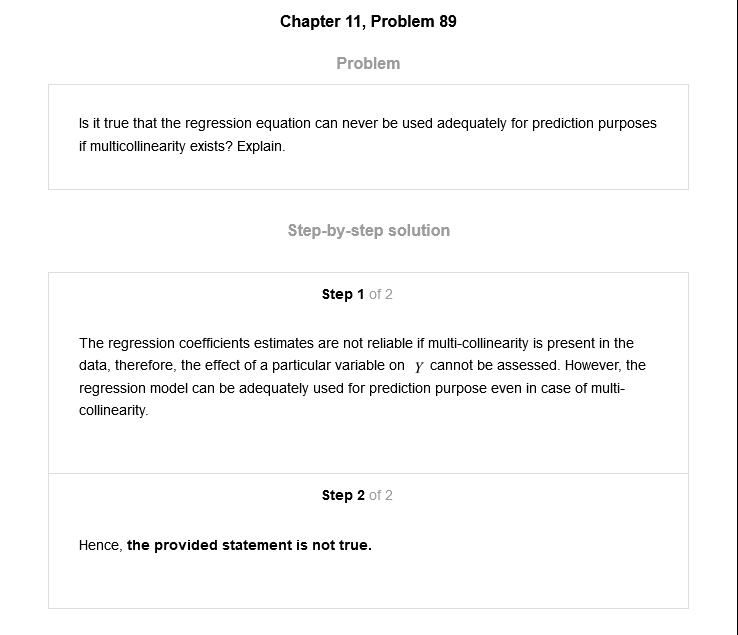 Chapter 11, Problem 89
Problem
Is it true that the regression equation can never be used adequately for prediction purposes
if multicollinearity exists? Explain.
Step-by-step solution
Step 1 of 2
The regression coefficients estimates are not reliable if multi-collinearity is present in the
data, therefore, the effect of a particular variable on Y cannot be assessed. However, the
regression model can be adequately used for prediction purpose even in case of multi-
collinearity.
Step 2 of 2
Hence, the provided statement is not true.